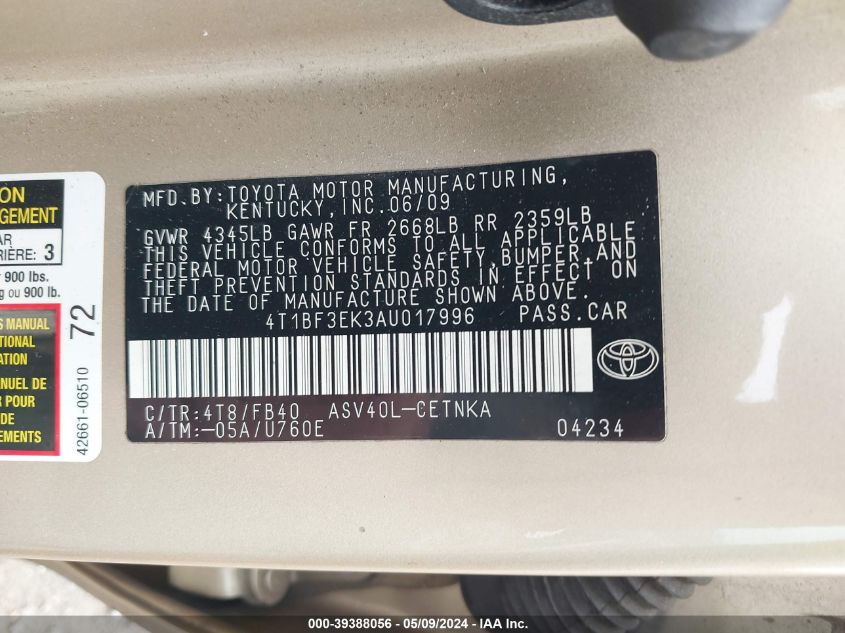 ON
GEMENT
AR
RIÈRE: 3
900 lbs.
g ou 900 lb.
S MANUAL
TIONAL
ATION
ANUEL DE
R POUR
DE
42661-06510 72
MFD. BY: TOYOTA MOTOR MANUFACTURING,
KENTUCKY, INC. 06/09
GVWR 4345LB GAWR FR 2668LB RR 2359LB
THIS VEHICLE CONFORMS TO ALL APPLICABLE
FEDERAL MOTOR VEHICLE SAFETY, BUMPER, AND
THEFT PREVENTION STANDARDS IN EFFECT ON
THE DATE OF MANUFACTURE SHOWN ABOVE.
4T1BF3EK3AU017996 PASS.CAR
C/TR:4T8/FB40 ASV40L-CETNKA
A/TM:-05A/U760E 04234
000-39388056 - 05/09/2024 - IAA Inc.